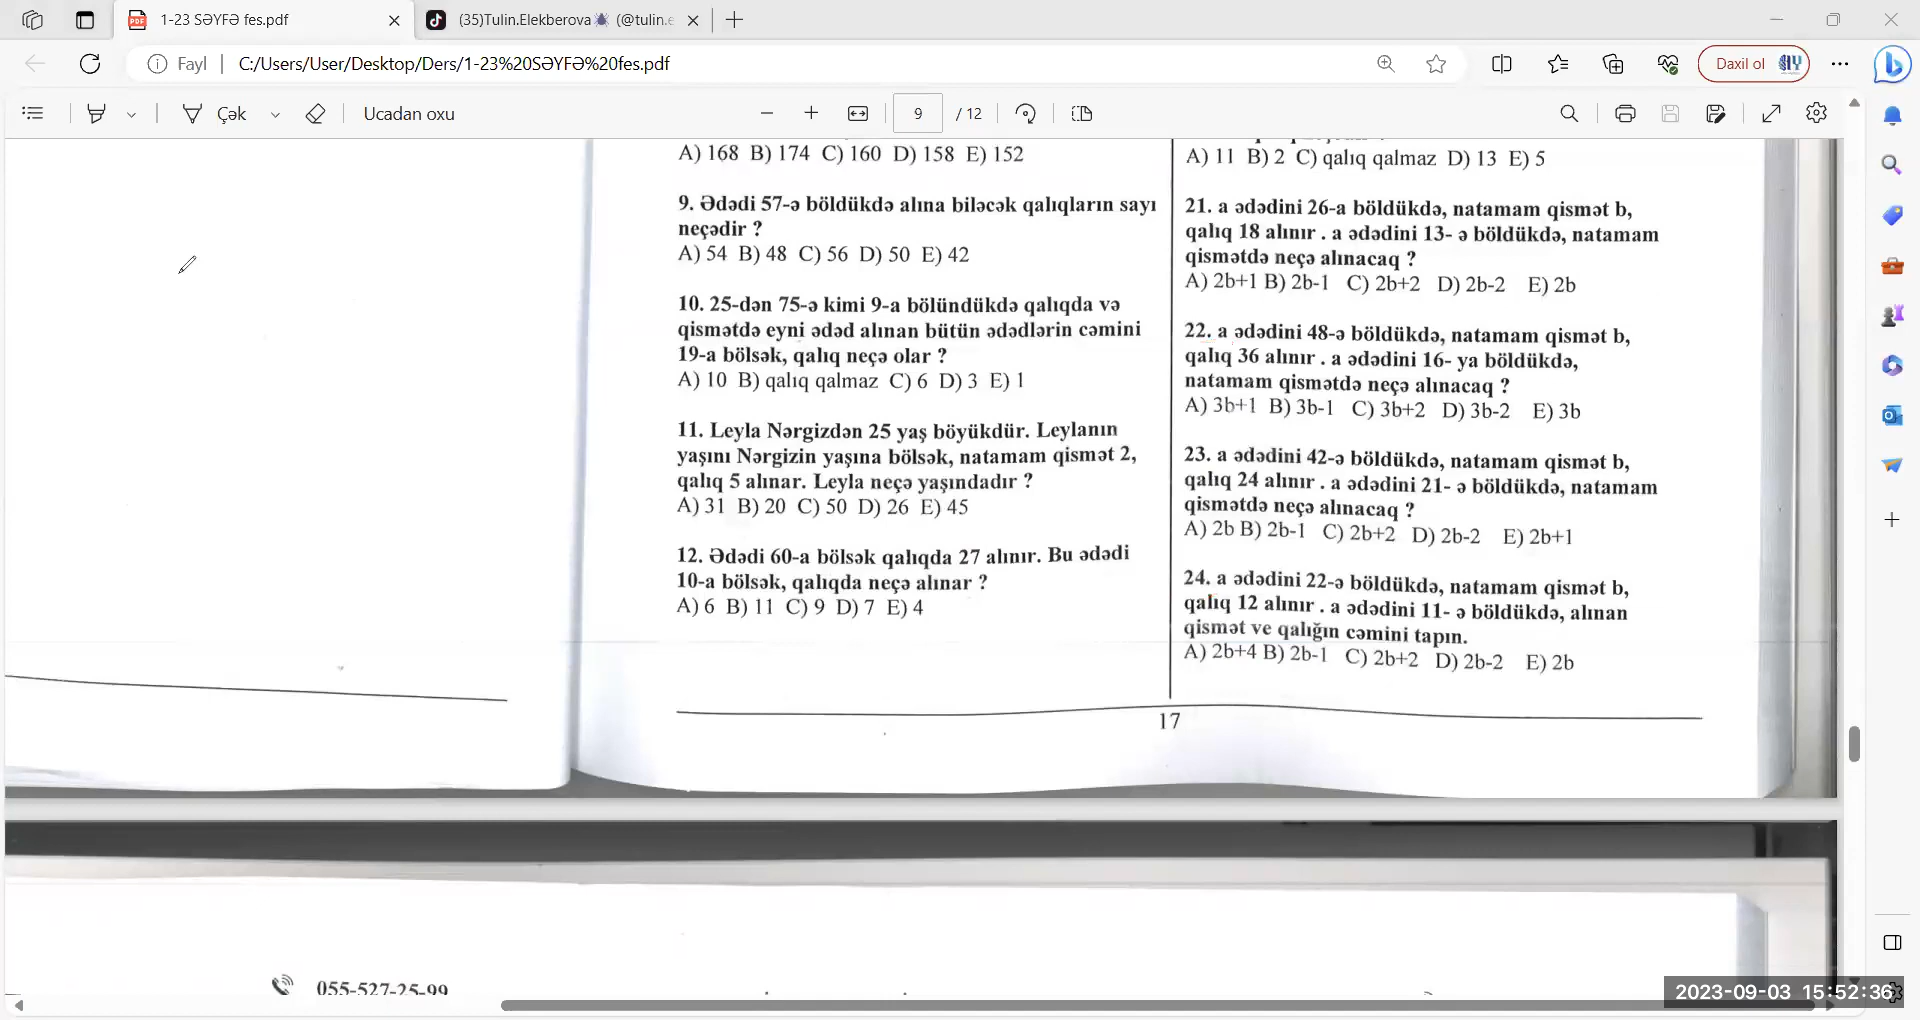 1-23 SƏYFƏ fes.pdf
(35)Tulin.Elekberova🕷 (@tulin.e
Fayl
C:/Users/User/Desktop/Ders/1-23%20SƏYFƏ%20fes.pdf
Daxil ol
Çək
Ucadan oxu
9 / 12
A) 168 B) 174 C) 160 D) 158 E) 152
9. Ədədi 57-ə böldükdə alına biləcək qalıqların sayı
neçədir ?
A) 54 B) 48 C) 56 D) 50 E) 42
10. 25-dən 75-ə kimi 9-a bölündükdə qalıqda və
qismətdə eyni ədəd alınan bütün ədədlərin cəmini
19-a bölsək, qalıq neçə olar ?
A) 10 B) qalıq qalmaz C) 6 D) 3 E) 1
11. Leyla Nərgizdən 25 yaş böyükdür. Leylanın
yaşını Nərgizin yaşına bölsək, natamam qismət 2,
qalıq 5 alınar. Leyla neçə yaşındadır ?
A) 31 B) 20 C) 50 D) 26 E) 45
12. Ədədi 60-a bölsək qalıqda 27 alınır. Bu ədədi
10-a bölsək, qalıqda neçə alınar ?
A) 6 B) 11 C) 9 D) 7 E) 4
A) 11 B) 2 C) qalıq qalmaz D) 13 E) 5
21. a ədədini 26-a böldükdə, natamam qismət b,
qalıq 18 alınır . a ədədini 13- ə böldükdə, natamam
qismətdə neçə alınacaq ?
A) 2b+1 B) 2b-1 C) 2b+2 D) 2b-2 E) 2b
22. a ədədini 48-ə böldükdə, natamam qismət b,
qalıq 36 alınır . a ədədini 16- ya böldükdə,
natamam qismətdə neçə alınacaq ?
A) 3b+1 B) 3b-1 C) 3b+2 D) 3b-2 E) 3b
23. a ədədini 42-ə böldükdə, natamam qismət b,
qalıq 24 alınır . a ədədini 21- ə böldükdə, natamam
qismətdə neçə alınacaq ?
A) 2b B) 2b-1 C) 2b+2 D) 2b-2 E) 2b+1
24. a ədədini 22-ə böldükdə, natamam qismət b,
qalıq 12 alınır . a ədədini 11- ə böldükdə, alınan
qismət ve qalığın cəmini tapın.
A) 2b+4 B) 2b-1 C) 2b+2 D) 2b-2 E) 2b
17
055-527-25-99
2023-09-03 15:52:36